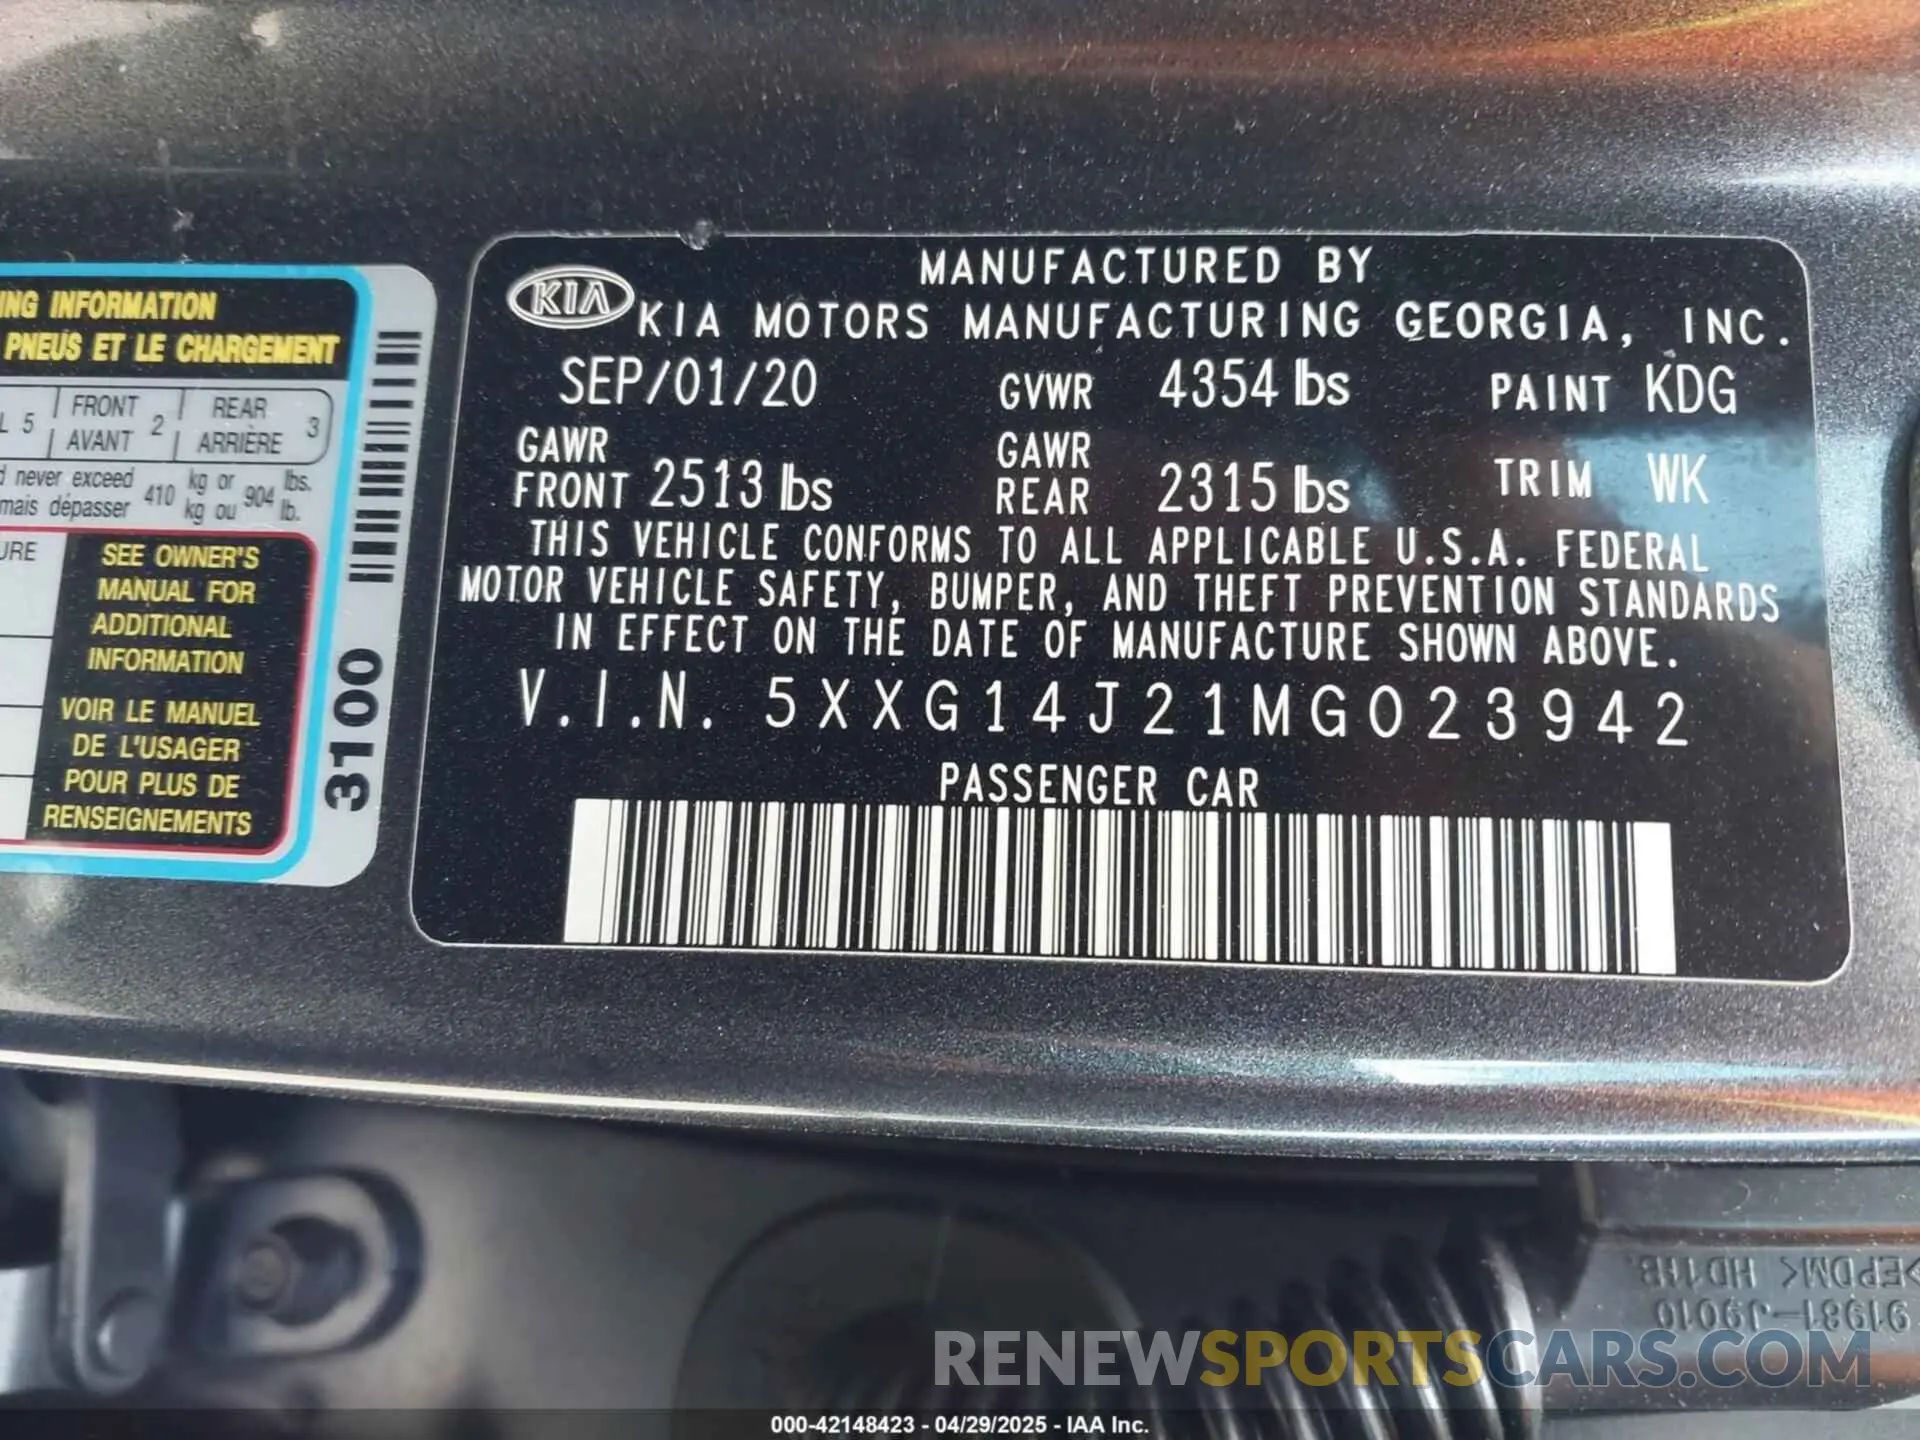 ING INFORMATION
PNEUS ET LE CHARGEMENT
L 5 FRONT AVANT 2 REAR ARRIÈRE 3
never exceed 410 kg or 904 lbs.
mais dépasser kg ou lb.
URE
SEE OWNER'S
MANUAL FOR
ADDITIONAL
INFORMATION
VOIR LE MANUEL
DE L'USAGER
POUR PLUS DE
RENSEIGNEMENTS
3100
MANUFACTURED BY
KIA KIA MOTORS MANUFACTURING GEORGIA, INC.
SEP/01/20 GVWR 4354 lbs PAINT KDG
GAWR FRONT 2513 lbs GAWR REAR 2315 lbs TRIM WK
THIS VEHICLE CONFORMS TO ALL APPLICABLE U.S.A. FEDERAL
MOTOR VEHICLE SAFETY, BUMPER, AND THEFT PREVENTION STANDARDS
IN EFFECT ON THE DATE OF MANUFACTURE SHOWN ABOVE.
V.I.N. 5XXG14J21MG023942
PASSENGER CAR
91981-J9010
>EPDM< HD11B.
RENEWSPORTSCARS.COM
000-42148423 - 04/29/2025 - IAA Inc.